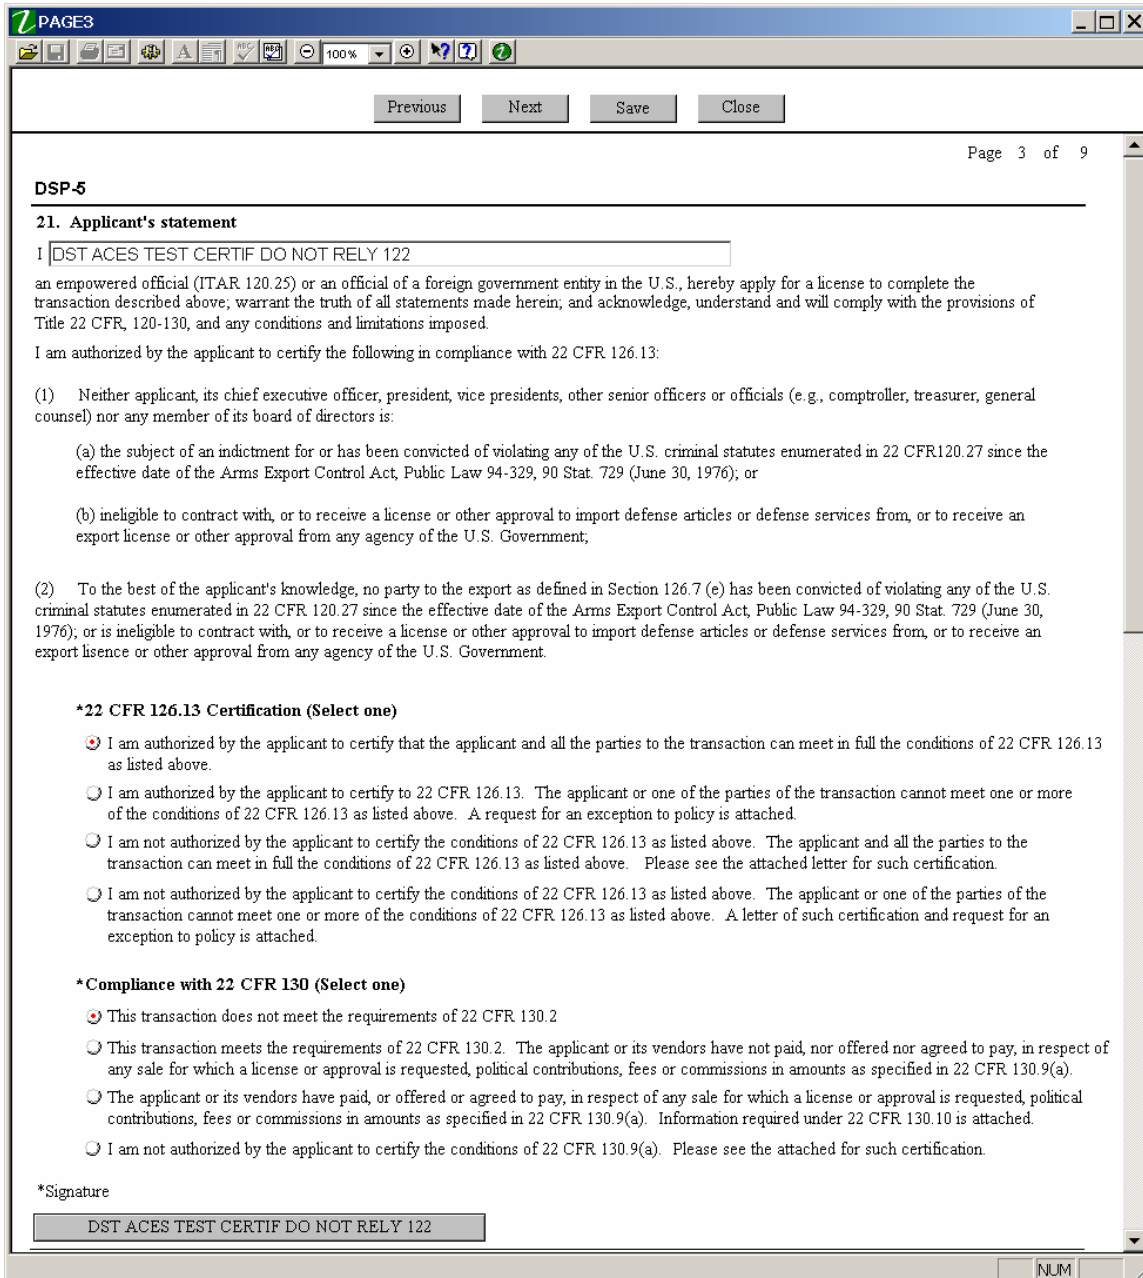 PAGE3
100%
Previous Next Save Close
Page 3 of 9
DSP-5
21. Applicant's statement
I DST ACES TEST CERTIF DO NOT RELY 122
an empowered official (ITAR 120.25) or an official of a foreign government entity in the U.S., hereby apply for a license to complete the
transaction described above; warrant the truth of all statements made herein; and acknowledge, understand and will comply with the provisions of
Title 22 CFR, 120-130, and any conditions and limitations imposed.
I am authorized by the applicant to certify the following in compliance with 22 CFR 126.13:
(1) Neither applicant, its chief executive officer, president, vice presidents, other senior officers or officials (e.g., comptroller, treasurer, general
counsel) nor any member of its board of directors is:
(a) the subject of an indictment for or has been convicted of violating any of the U.S. criminal statutes enumerated in 22 CFR120.27 since the
effective date of the Arms Export Control Act, Public Law 94-329, 90 Stat. 729 (June 30, 1976); or
(b) ineligible to contract with, or to receive a license or other approval to import defense articles or defense services from, or to receive an
export license or other approval from any agency of the U.S. Government;
(2) To the best of the applicant's knowledge, no party to the export as defined in Section 126.7 (e) has been convicted of violating any of the U.S.
criminal statutes enumerated in 22 CFR 120.27 since the effective date of the Arms Export Control Act, Public Law 94-329, 90 Stat. 729 (June 30,
1976); or is ineligible to contract with, or to receive a license or other approval to import defense articles or defense services from, or to receive an
export lisence or other approval from any agency of the U.S. Government.
*22 CFR 126.13 Certification (Select one)
I am authorized by the applicant to certify that the applicant and all the parties to the transaction can meet in full the conditions of 22 CFR 126.13
as listed above.
I am authorized by the applicant to certify to 22 CFR 126.13. The applicant or one of the parties of the transaction cannot meet one or more
of the conditions of 22 CFR 126.13 as listed above. A request for an exception to policy is attached.
I am not authorized by the applicant to certify the conditions of 22 CFR 126.13 as listed above. The applicant and all the parties to the
transaction can meet in full the conditions of 22 CFR 126.13 as listed above. Please see the attached letter for such certification.
I am not authorized by the applicant to certify the conditions of 22 CFR 126.13 as listed above. The applicant or one of the parties of the
transaction cannot meet one or more of the conditions of 22 CFR 126.13 as listed above. A letter of such certification and request for an
exception to policy is attached.
*Compliance with 22 CFR 130 (Select one)
This transaction does not meet the requirements of 22 CFR 130.2
This transaction meets the requirements of 22 CFR 130.2. The applicant or its vendors have not paid, nor offered nor agreed to pay, in respect of
any sale for which a license or approval is requested, political contributions, fees or commissions in amounts as specified in 22 CFR 130.9(a).
The applicant or its vendors have paid, or offered or agreed to pay, in respect of any sale for which a license or approval is requested, political
contributions, fees or commissions in amounts as specified in 22 CFR 130.9(a). Information required under 22 CFR 130.10 is attached.
I am not authorized by the applicant to certify the conditions of 22 CFR 130.9(a). Please see the attached for such certification.
*Signature
DST ACES TEST CERTIF DO NOT RELY 122
NUM